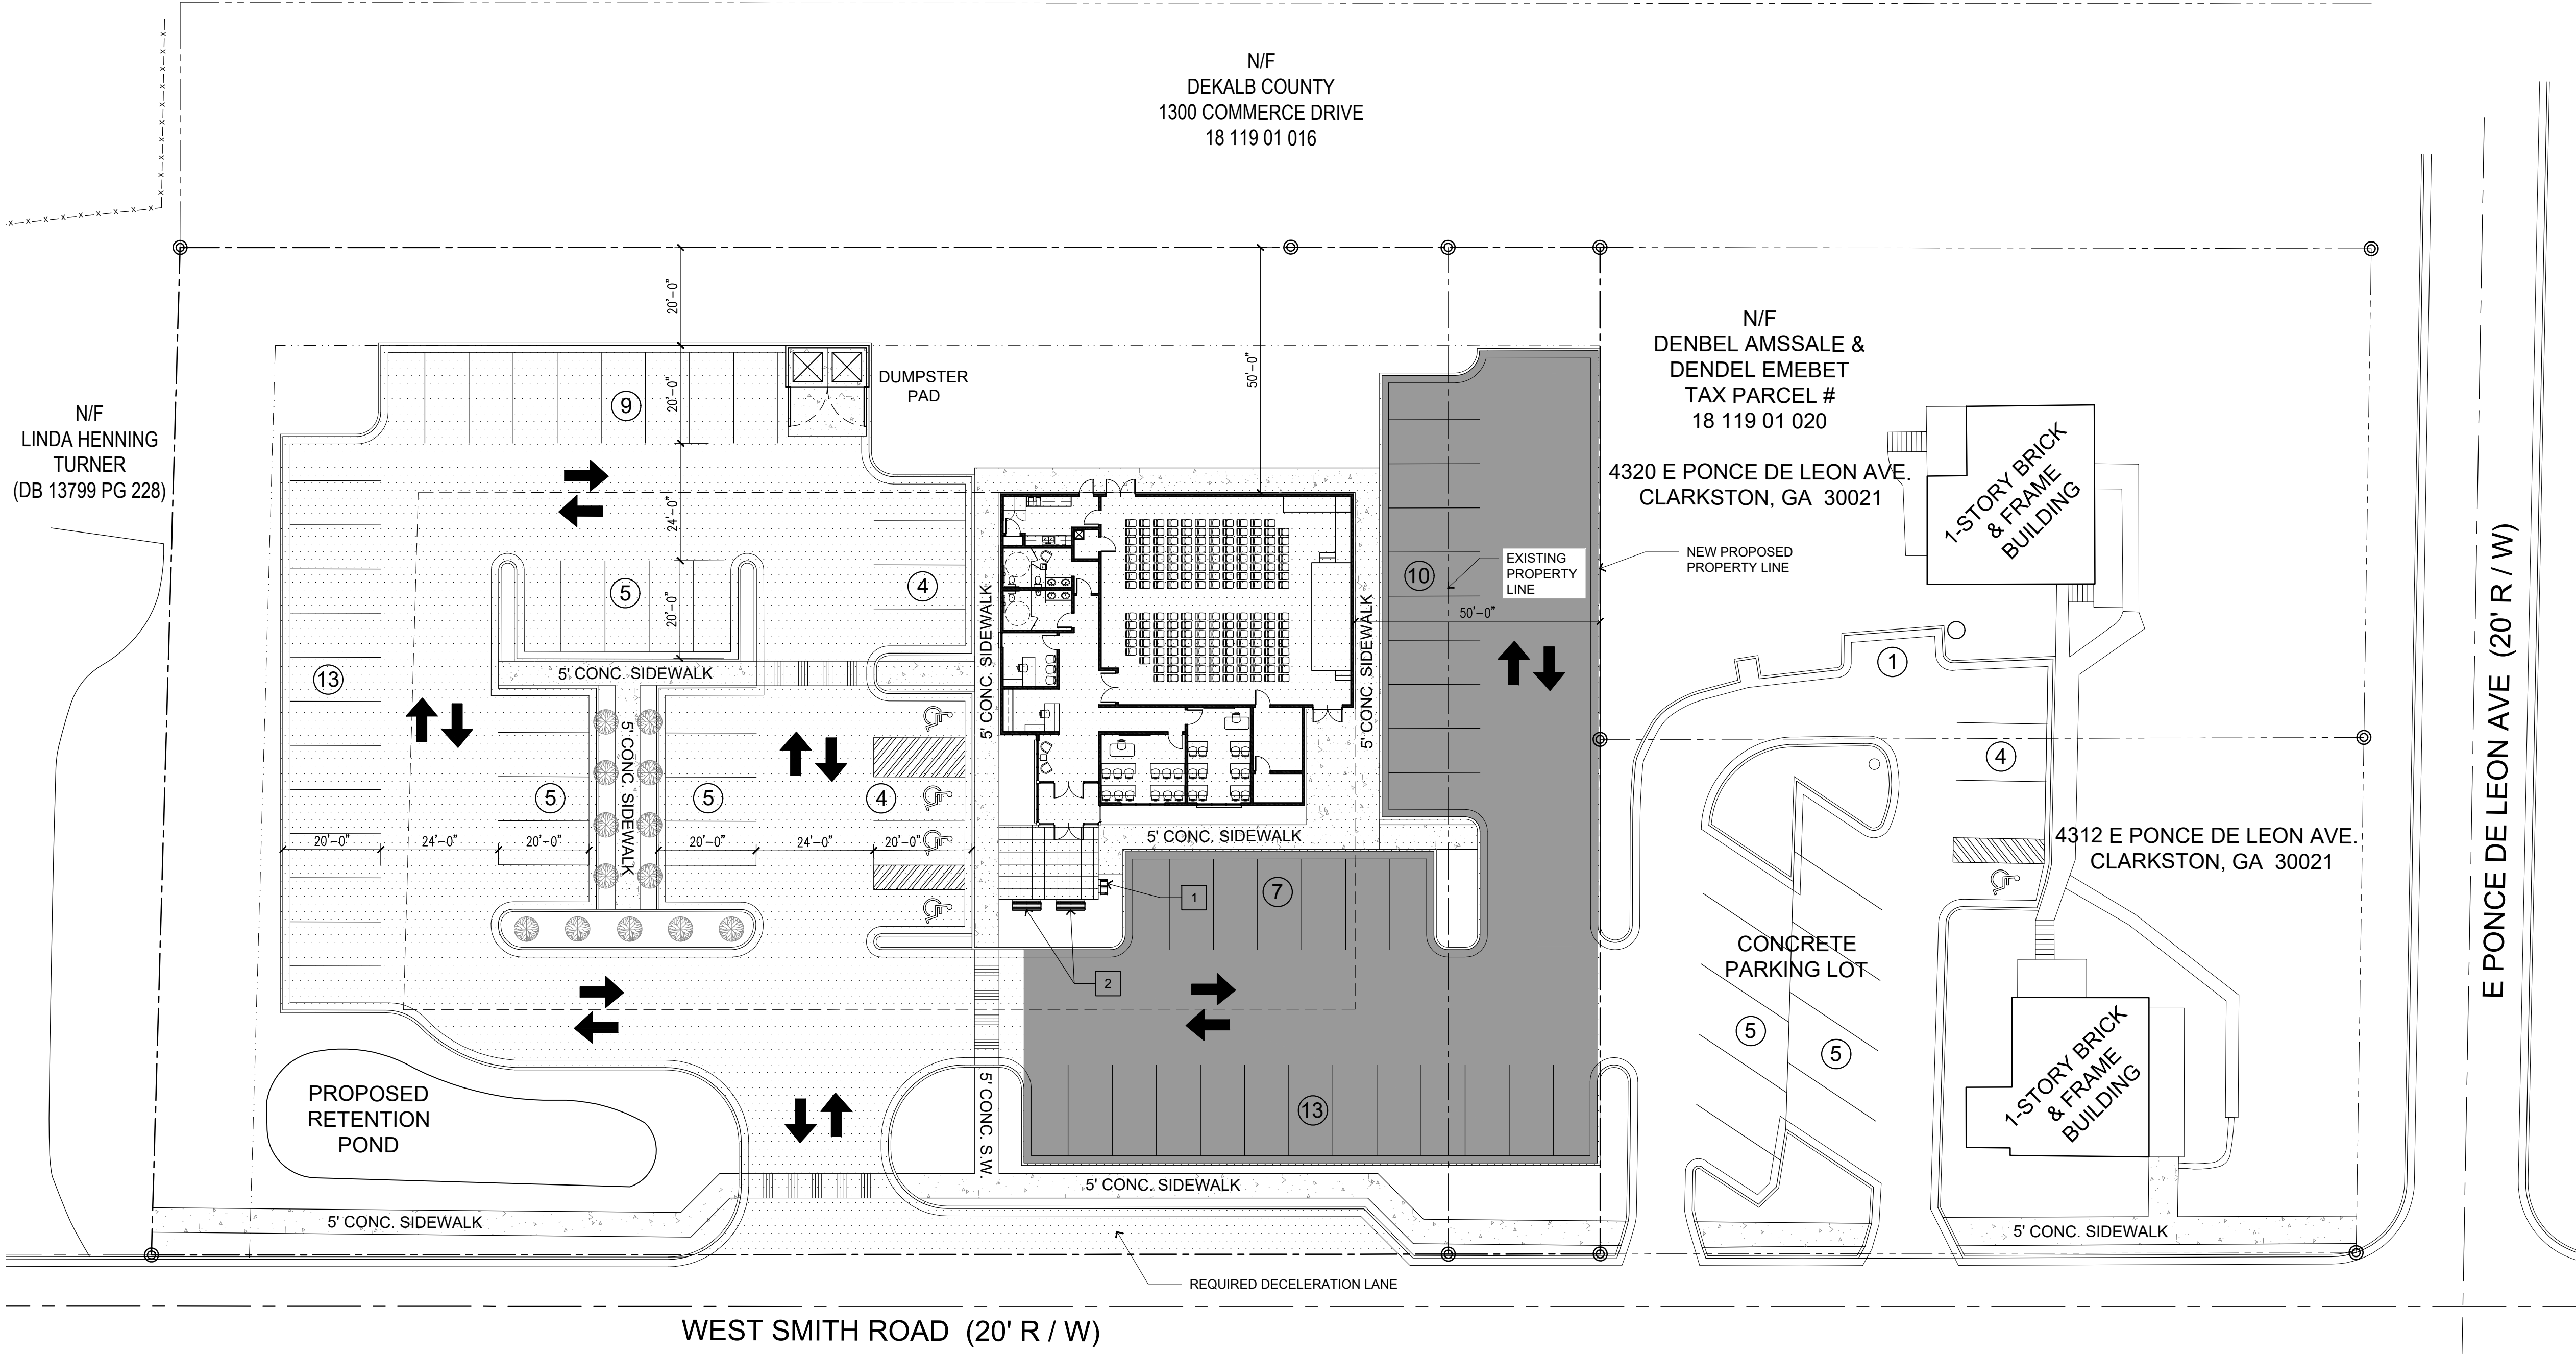 N/F
DEKALB COUNTY
1300 COMMERCE DRIVE
18 119 01 016
20'-0"
50'-0"
N/F
DENBEL AMSSALE &
DENDEL EMEBET
TAX PARCEL #
18 119 01 020
4320 E PONCE DE LEON AVE.
CLARKSTON, GA 30021
1-STORY BRICK
& FRAME
BUILDING
N/F
LINDA HENNING
TURNER
(DB 13799 PG 228)
DUMPSTER
PAD
9
20'-0"
24'-0"
5
20'-0"
4
10
EXISTING
PROPERTY
LINE
NEW PROPOSED
PROPERTY LINE
50'-0"
5' CONC. SIDEWALK
5' CONC. SIDEWALK
5' CONC. SIDEWALK
13
5' CONC. SIDEWALK
5
5
4
20'-0"
24'-0"
20'-0"
20'-0"
24'-0"
20'-0"
5' CONC. SIDEWALK
1
4
4312 E PONCE DE LEON AVE.
CLARKSTON, GA 30021
E PONCE DE LEON AVE (20' R / W)
7
1
2
CONCRETE
PARKING LOT
5
5
1-STORY BRICK
& FRAME
BUILDING
13
PROPOSED
RETENTION
POND
5' CONC. S.W.
5' CONC. SIDEWALK
5' CONC. SIDEWALK
5' CONC. SIDEWALK
REQUIRED DECELERATION LANE
WEST SMITH ROAD (20' R / W)